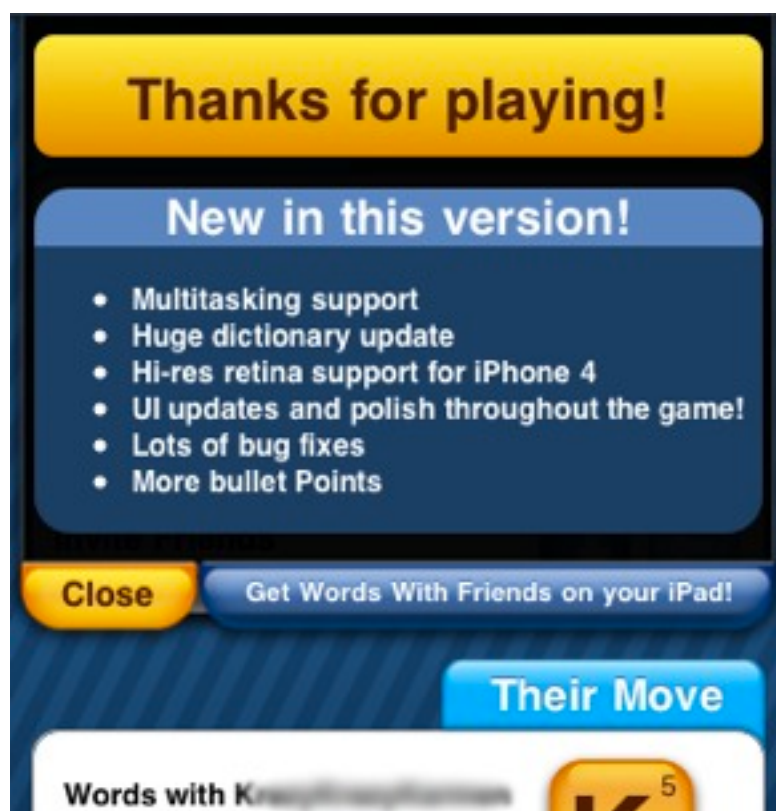 Thanks for playing!
New in this version!
• Multitasking support
• Huge dictionary update
• Hi-res retina support for iPhone 4
• UI updates and polish throughout the game!
• Lots of bug fixes
• More bullet Points
Invite Friends
Close
Get Words With Friends on your iPad!
Their Move
Words with
K 5